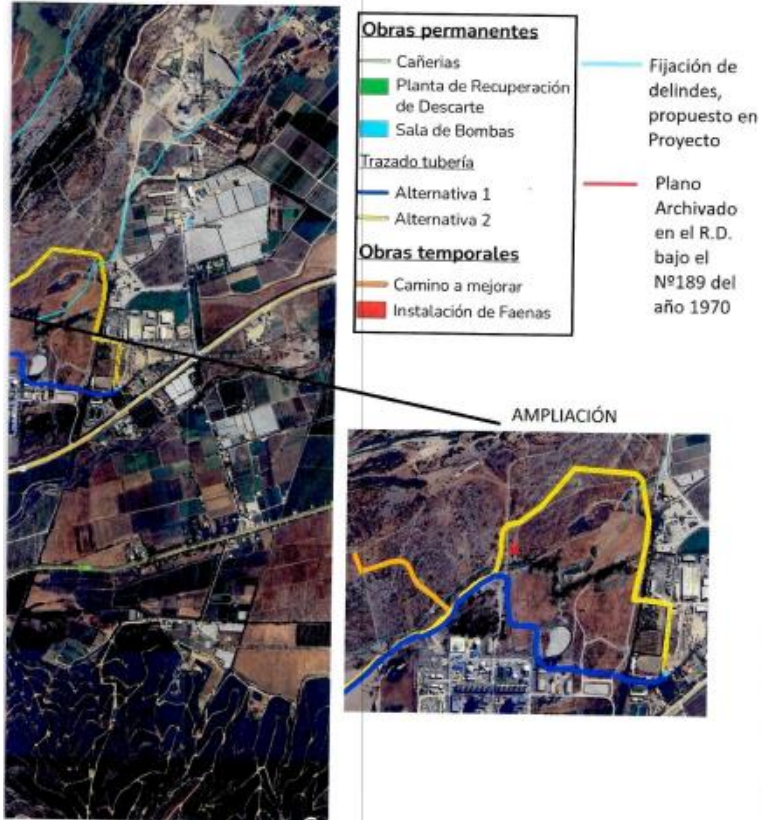 Obras permanentes
Cañerias
Planta de Recuperación
de Descarte
Sala de Bombas
Trazado tubería
Alternativa 1
Alternativa 2
Obras temporales
Camino a mejorar
Instalación de Faenas
Fijación de
delindes,
propuesto en
Proyecto
Plano
Archivado
en el R.D.
bajo el
Nº189 del
año 1970
AMPLIACIÓN